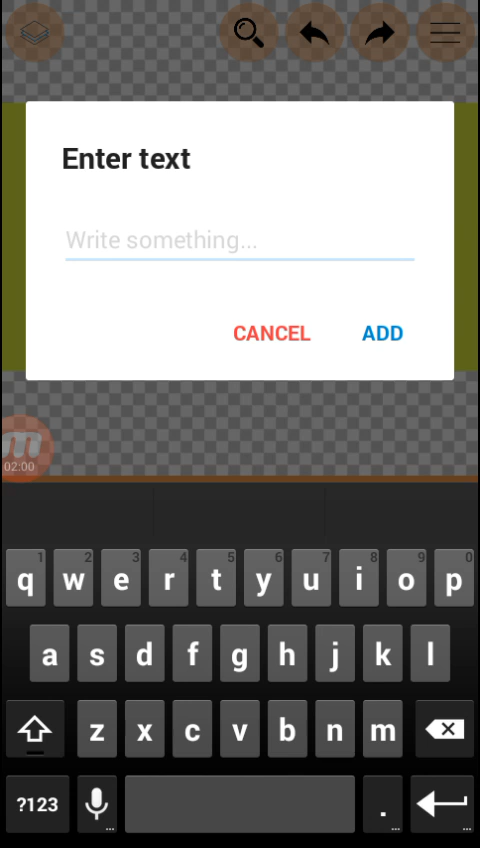 Enter text
Write something...
CANCEL ADD
m
02:00
1 2 3 4 5 6 7 8 9 0
q w e r t y u i o p
a s d f g h j k l
z x c v b n m
?123 ... . ... ...